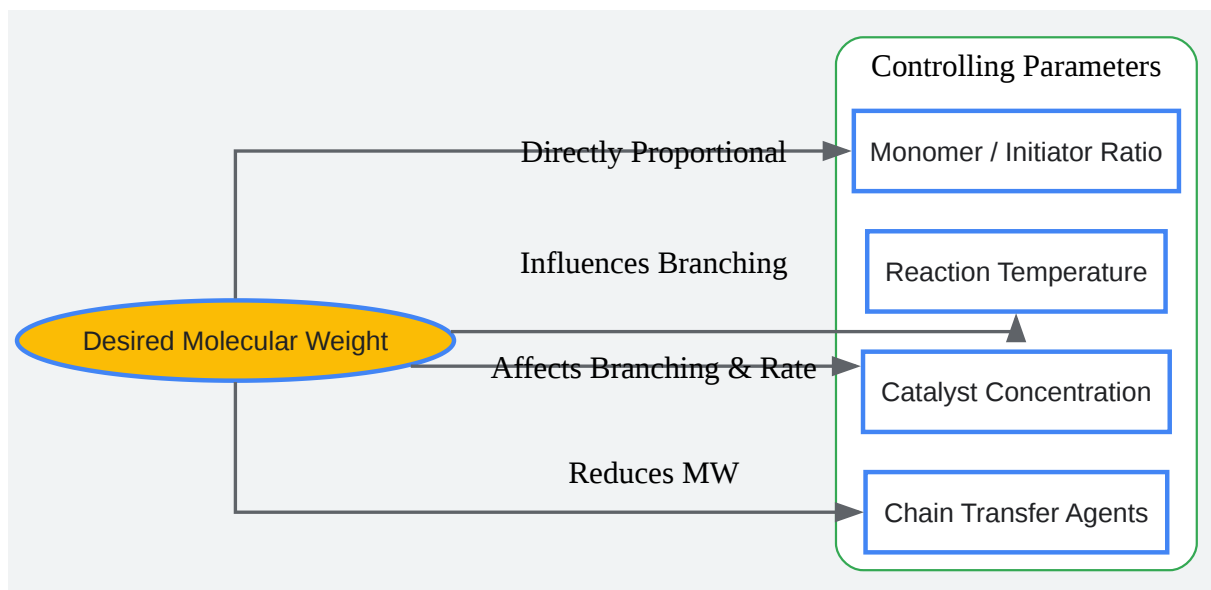 Controlling Parameters
Directly Proportional
Monomer / Initiator Ratio
Influences Branching
Reaction Temperature
Desired Molecular Weight
Affects Branching & Rate
Catalyst Concentration
Reduces MW
Chain Transfer Agents